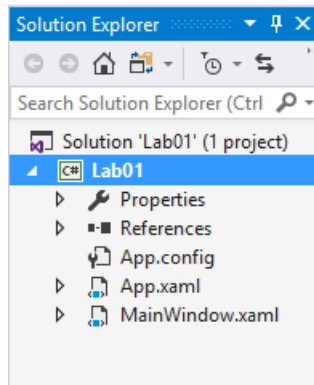 Solution Explorer
Search Solution Explorer (Ctrl
Solution 'Lab01' (1 project)
C# Lab01
Properties
References
App.config
App.xaml
MainWindow.xaml